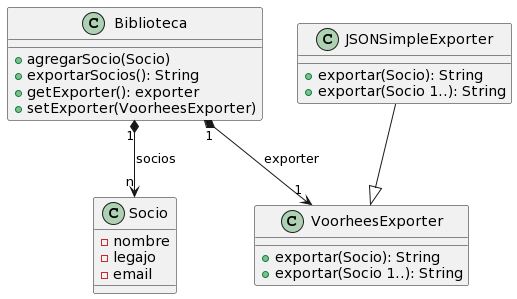 C Biblioteca
agregarSocio(Socio)
exportarSocios(): String
getExporter(): exporter
setExporter(VoorheesExporter)
C JSONSimpleExporter
exportar(Socio): String
exportar(Socio 1..): String
1
socios
n
1
exporter
1
C Socio
nombre
legajo
email
C VoorheesExporter
exportar(Socio): String
exportar(Socio 1..): String